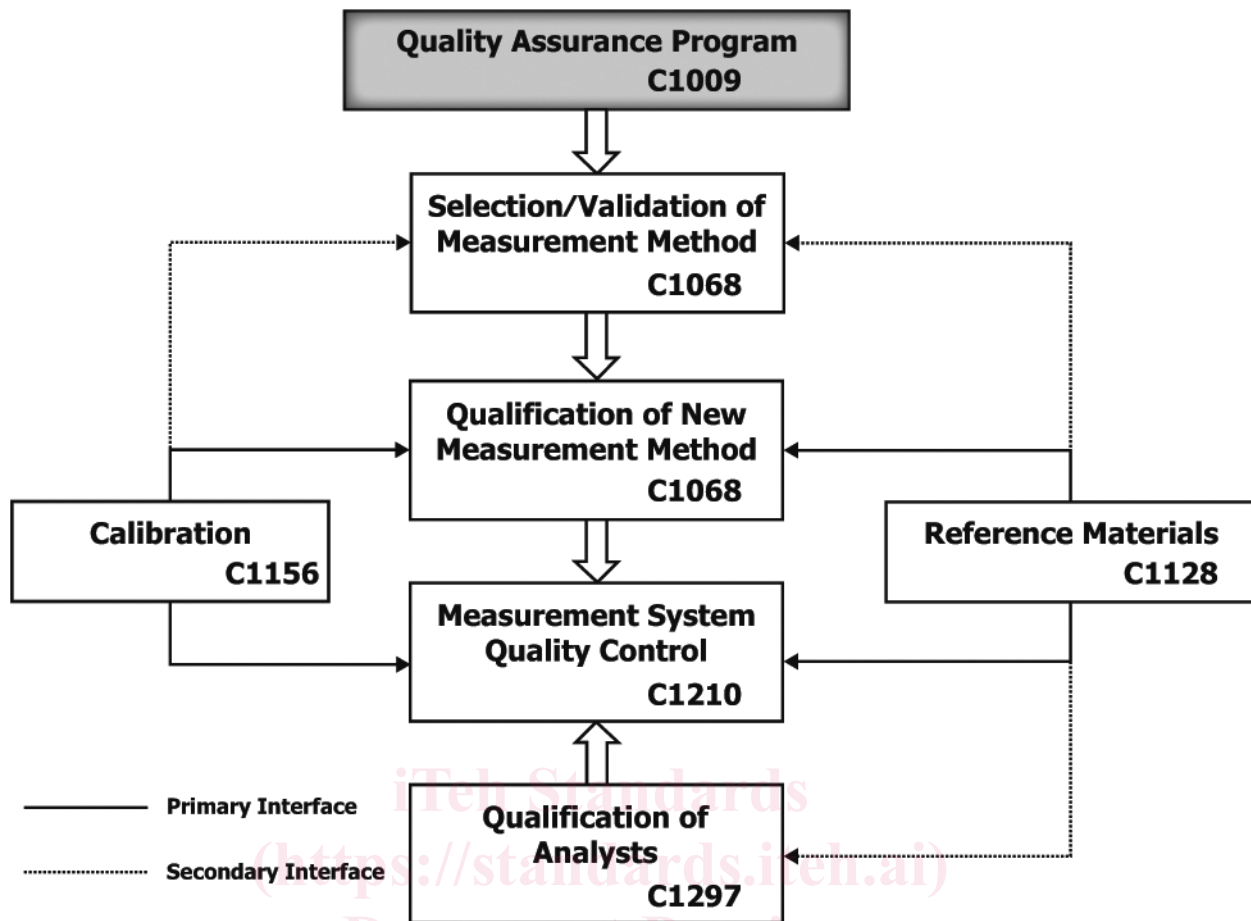 Quality Assurance Program
C1009
Selection/Validation of
Measurement Method
C1068
Qualification of New
Measurement Method
C1068
Calibration
C1156
Reference Materials
C1128
Measurement System
Quality Control
C1210
Qualification of
Analysts
C1297
Primary Interface
Secondary Interface
iTeh Standards
(https://standards.iteh.ai)